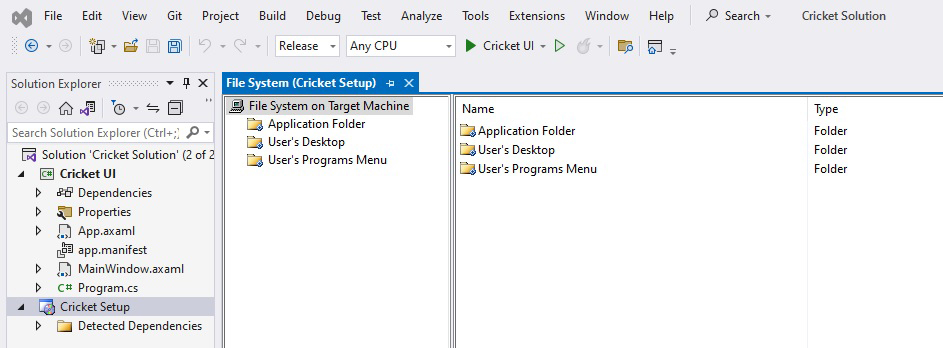 File Edit View Git Project Build Debug Test Analyze Tools Extensions Window Help Search Cricket Solution
Release Any CPU Cricket UI
Solution Explorer
Search Solution Explorer (Ctrl+;)
Solution 'Cricket Solution' (2 of 2
C# Cricket UI
Dependencies
Properties
App.axaml
app.manifest
MainWindow.axaml
C# Program.cs
Cricket Setup
Detected Dependencies
File System (Cricket Setup)
File System on Target Machine
Application Folder
User's Desktop
User's Programs Menu
Name Type
Application Folder Folder
User's Desktop Folder
User's Programs Menu Folder